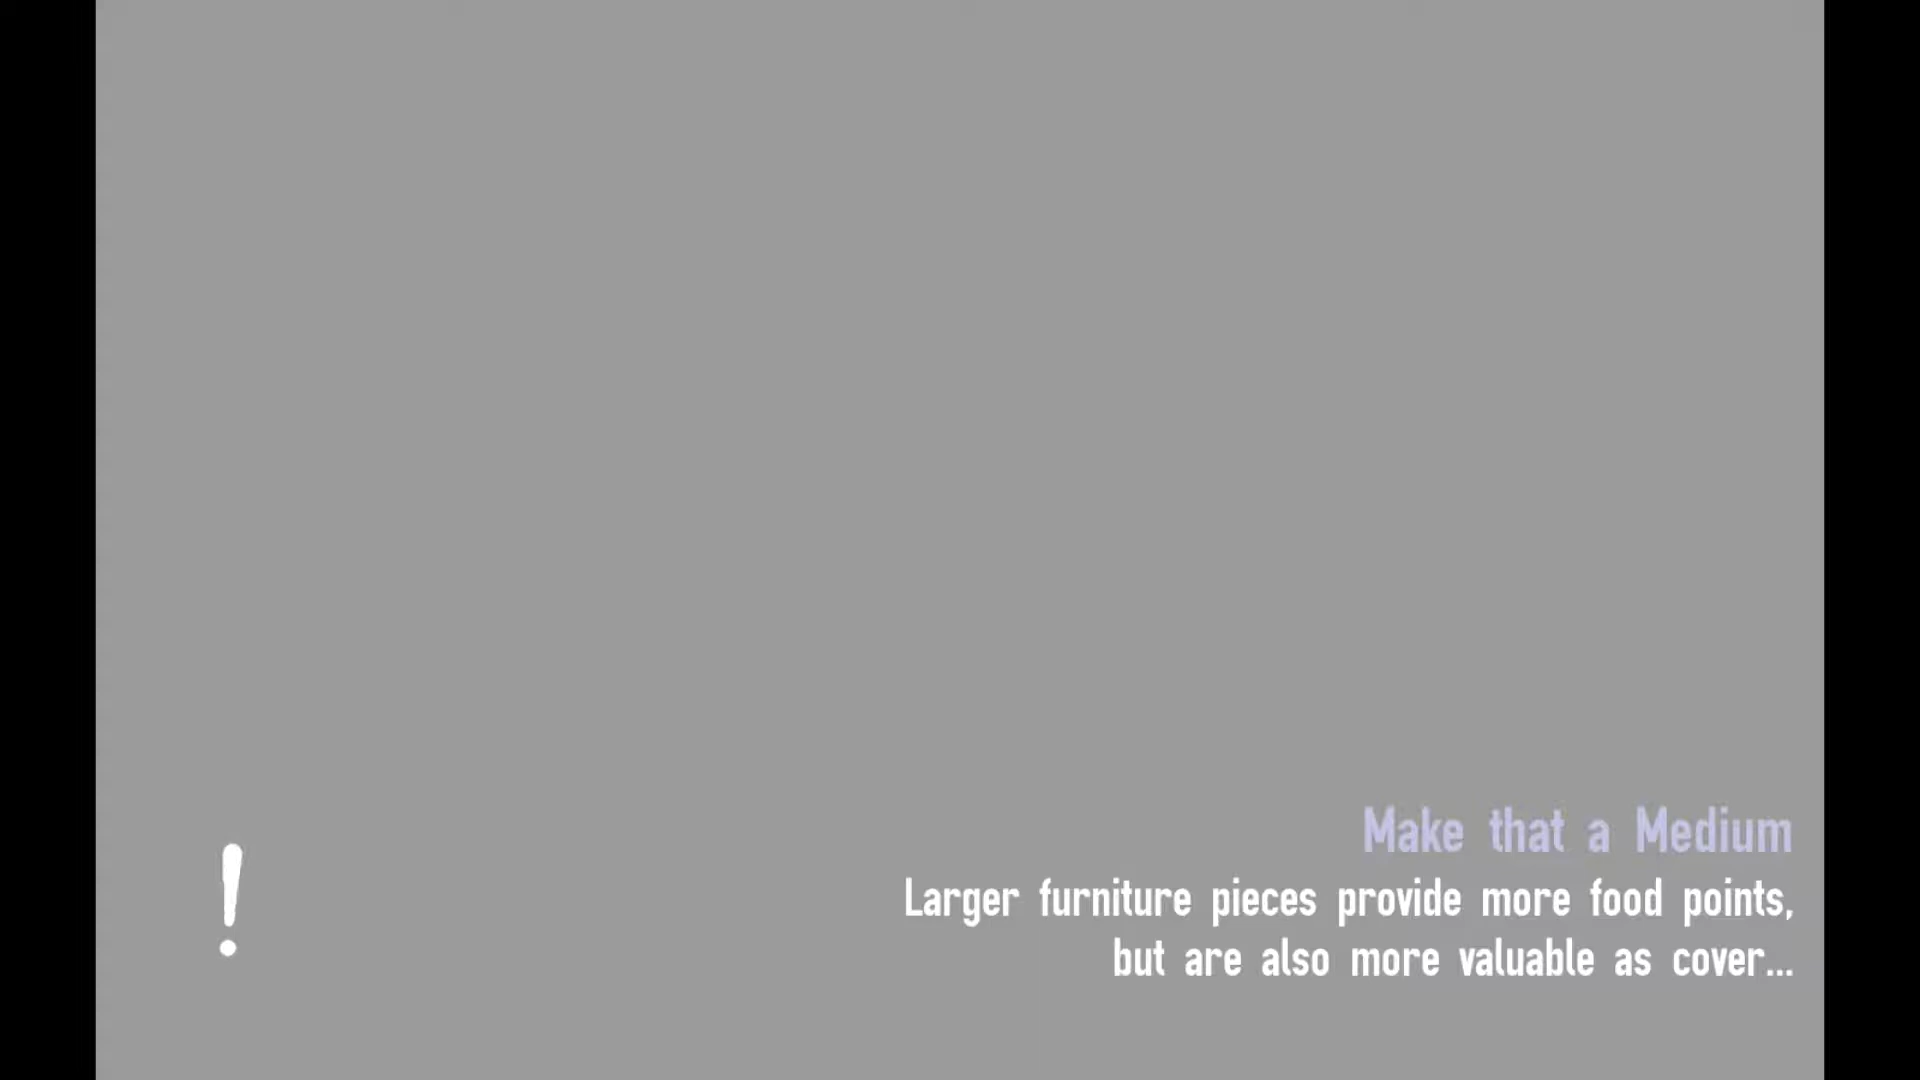 Make that a Medium
!
Larger furniture pieces provide more food points,
but are also more valuable as cover...